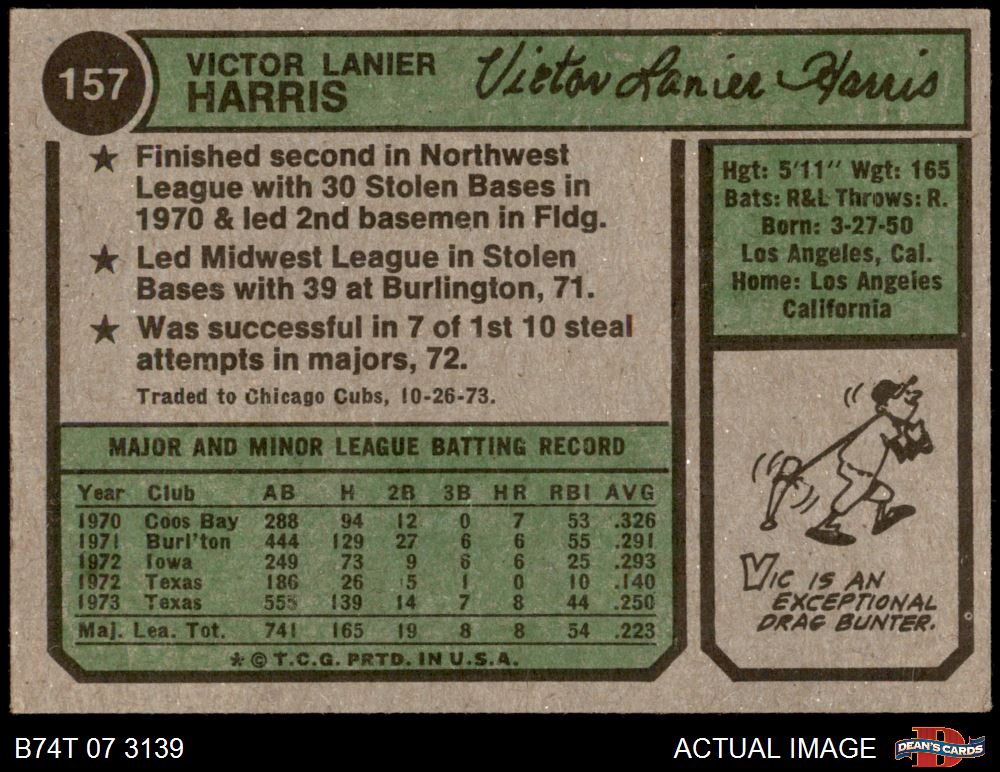 157
VICTOR LANIER
HARRIS
Victor Lanier Harris
★ Finished second in Northwest
League with 30 Stolen Bases in
1970 & led 2nd basemen in Fldg.
★ Led Midwest League in Stolen
Bases with 39 at Burlington, 71.
★ Was successful in 7 of 1st 10 steal
attempts in majors, 72.
Traded to Chicago Cubs, 10-26-73.
Hgt: 5'11'' Wgt: 165
Bats: R&L Throws: R.
Born: 3-27-50
Los Angeles, Cal.
Home: Los Angeles
California
MAJOR AND MINOR LEAGUE BATTING RECORD
Year Club AB H 2B 3B HR RBI AVG
1970 Coos Bay 288 94 12 0 7 53 .326
1971 Burl'ton 444 129 27 6 6 55 .291
1972 Iowa 249 73 9 6 6 25 .293
1972 Texas 186 26 5 1 0 10 .140
1973 Texas 555 139 14 7 8 44 .250
Maj. Lea. Tot. 741 165 19 8 8 54 .223
* © T.C.G. PRTD. IN U.S.A.
VIC IS AN
EXCEPTIONAL
DRAG BUNTER.
B74T 07 3139
ACTUAL IMAGE
D
DEAN'S CARDS